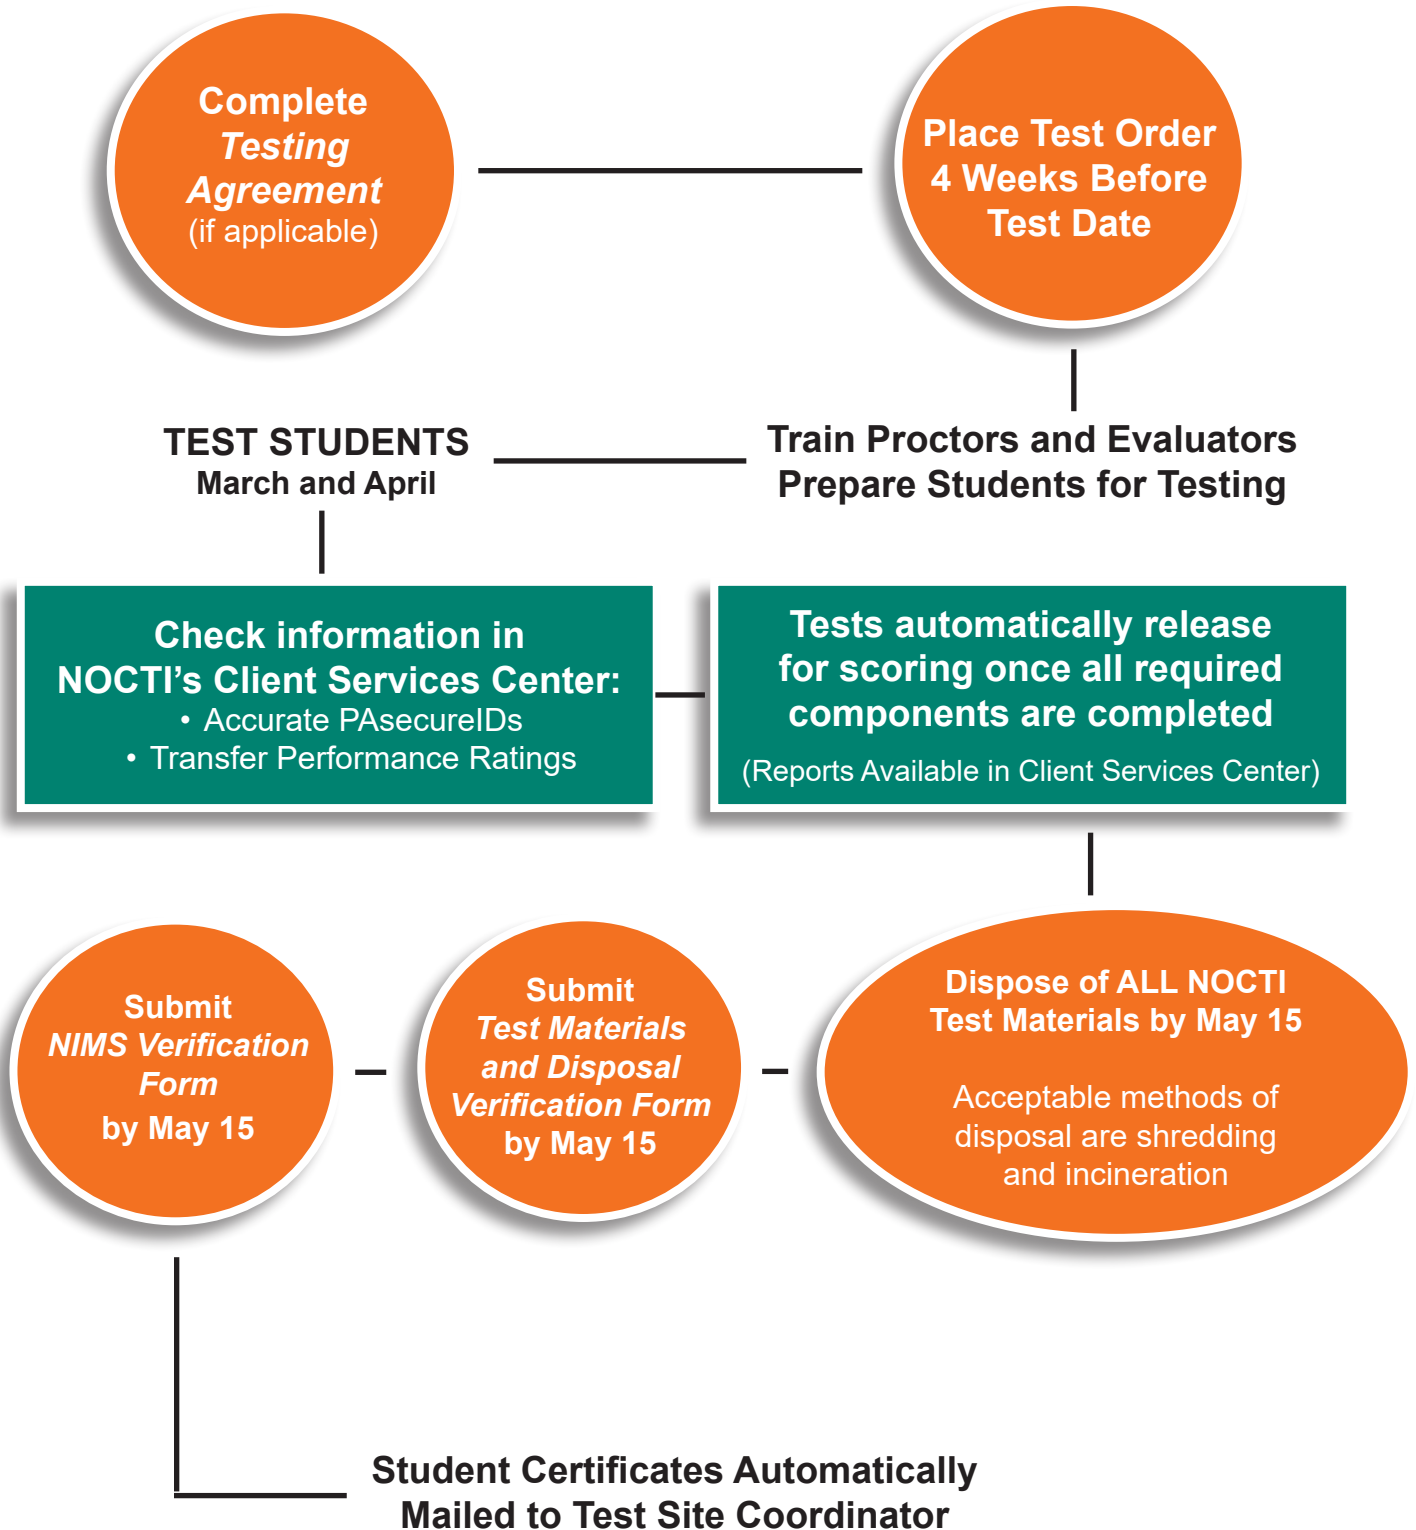 Complete
Testing
Agreement
(if applicable)
Place Test Order
4 Weeks Before
Test Date
Train Proctors and Evaluators
Prepare Students for Testing
TEST STUDENTS
March and April
Check information in
NOCTI’s Client Services Center:
• Accurate PAsecureIDs
• Transfer Performance Ratings
Tests automatically release
for scoring once all required
components are completed
(Reports Available in Client Services Center)
Dispose of ALL NOCTI
Test Materials by May 15
Acceptable methods of
disposal are shredding
and incineration
Submit
Test Materials
and Disposal
Verification Form
by May 15
Submit
NIMS Verification
Form
by May 15
Student Certificates Automatically
Mailed to Test Site Coordinator